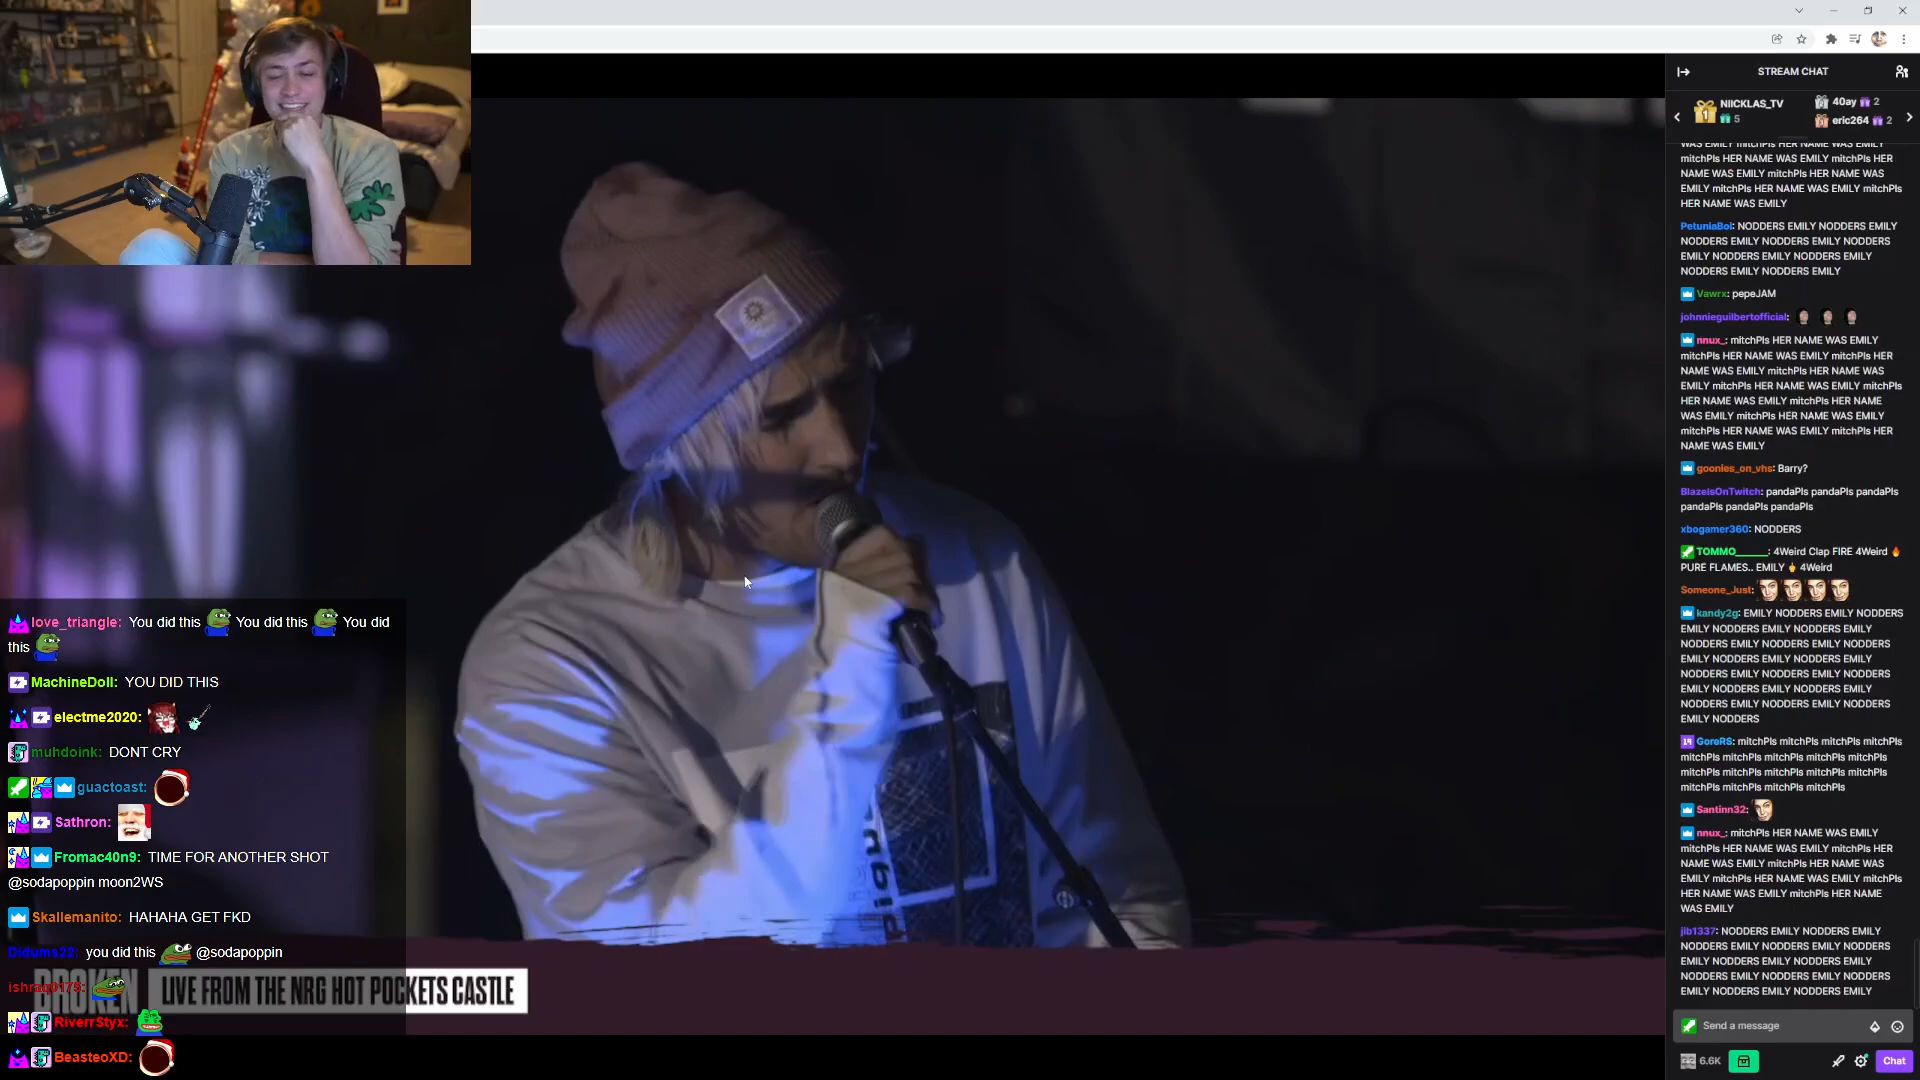 STREAM CHAT
NIICKLAS_TV
5
40ay 2
eric264 2
WAS EMILY mitchPls HER NAME WAS EMILY
mitchPls HER NAME WAS EMILY mitchPls HER
NAME WAS EMILY mitchPls HER NAME WAS
EMILY mitchPls HER NAME WAS EMILY mitchPls
HER NAME WAS EMILY
PetuniaBol: NODDERS EMILY NODDERS EMILY
NODDERS EMILY NODDERS EMILY NODDERS
EMILY NODDERS EMILY NODDERS EMILY
NODDERS EMILY NODDERS EMILY
Vawrx: pepeJAM
johnnieguilbertofficial:
nnux_: mitchPls HER NAME WAS EMILY
mitchPls HER NAME WAS EMILY mitchPls HER
NAME WAS EMILY mitchPls HER NAME WAS
EMILY mitchPls HER NAME WAS EMILY mitchPls
HER NAME WAS EMILY mitchPls HER NAME
WAS EMILY mitchPls HER NAME WAS EMILY
mitchPls HER NAME WAS EMILY mitchPls HER
NAME WAS EMILY
goonies_on_vhs: Barry?
BlazeIsOnTwitch: pandaPls pandaPls pandaPls
pandaPls pandaPls pandaPls
xbogamer360: NODDERS
TOMMO______: 4Weird Clap FIRE 4Weird 🔥
PURE FLAMES.. EMILY 🖕 4Weird
Someone_Just:
kandy2g: EMILY NODDERS EMILY NODDERS
EMILY NODDERS EMILY NODDERS EMILY
NODDERS EMILY NODDERS EMILY NODDERS
EMILY NODDERS EMILY NODDERS EMILY
NODDERS EMILY NODDERS EMILY NODDERS
EMILY NODDERS EMILY NODDERS EMILY
NODDERS EMILY NODDERS EMILY NODDERS
EMILY NODDERS
GoreRS: mitchPls mitchPls mitchPls mitchPls
mitchPls mitchPls mitchPls mitchPls mitchPls
mitchPls mitchPls mitchPls mitchPls mitchPls
mitchPls mitchPls mitchPls mitchPls
Santinn32:
nnux_: mitchPls HER NAME WAS EMILY
mitchPls HER NAME WAS EMILY mitchPls HER
NAME WAS EMILY mitchPls HER NAME WAS
EMILY mitchPls HER NAME WAS EMILY mitchPls
HER NAME WAS EMILY mitchPls HER NAME
WAS EMILY
jib1337: NODDERS EMILY NODDERS EMILY
NODDERS EMILY NODDERS EMILY NODDERS
EMILY NODDERS EMILY NODDERS EMILY
NODDERS EMILY NODDERS EMILY NODDERS
EMILY NODDERS EMILY NODDERS EMILY
Send a message
6.6K
Chat
love_triangle: You did this You did this You did
this
MachineDoll: YOU DID THIS
electme2020:
muhdoink: DONT CRY
guactoast:
Sathron:
Fromac40n9: TIME FOR ANOTHER SHOT
@sodapoppin moon2WS
Skallemanito: HAHAHA GET FKD
Didums22: you did this @sodapoppin
ishraq0175:
RiverrStyx:
BeasteoXD:
BROKEN
LIVE FROM THE NRG HOT POCKETS CASTLE